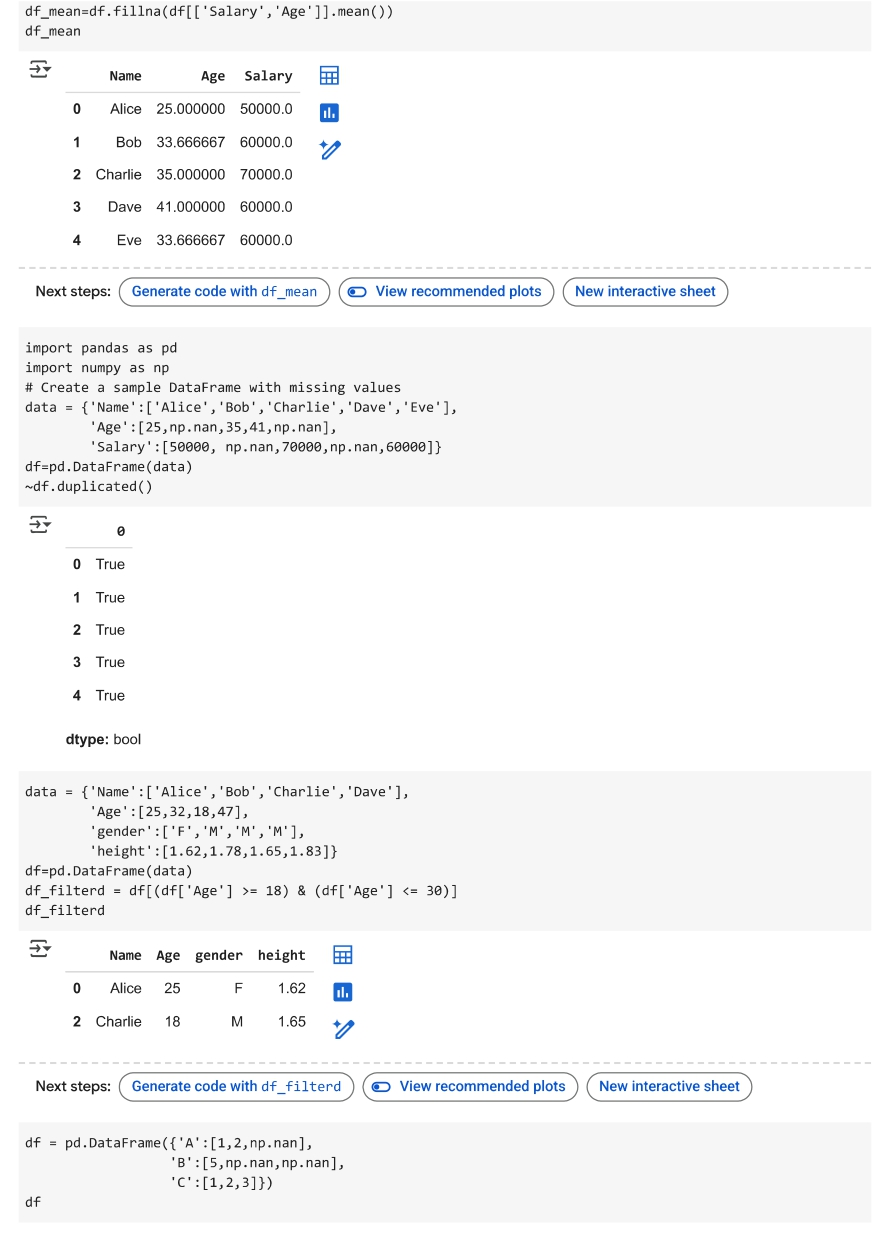 df_mean=df.fillna(df[['Salary','Age']].mean())
df_mean
Name Age Salary
0 Alice 25.000000 50000.0
1 Bob 33.666667 60000.0
2 Charlie 35.000000 70000.0
3 Dave 41.000000 60000.0
4 Eve 33.666667 60000.0
Next steps: Generate code with df_mean View recommended plots New interactive sheet
import pandas as pd
import numpy as np
# Create a sample DataFrame with missing values
data = {'Name':['Alice','Bob','Charlie','Dave','Eve'],
'Age':[25,np.nan,35,41,np.nan],
'Salary':[50000, np.nan,70000,np.nan,60000]}
df=pd.DataFrame(data)
~df.duplicated()
0
0 True
1 True
2 True
3 True
4 True
dtype: bool
data = {'Name':['Alice','Bob','Charlie','Dave'],
'Age':[25,32,18,47],
'gender':['F','M','M','M'],
'height':[1.62,1.78,1.65,1.83]}
df=pd.DataFrame(data)
df_filterd = df[(df['Age'] >= 18) & (df['Age'] <= 30)]
df_filterd
Name Age gender height
0 Alice 25 F 1.62
2 Charlie 18 M 1.65
Next steps: Generate code with df_filterd View recommended plots New interactive sheet
df = pd.DataFrame({'A':[1,2,np.nan],
'B':[5,np.nan,np.nan],
'C':[1,2,3]})
df